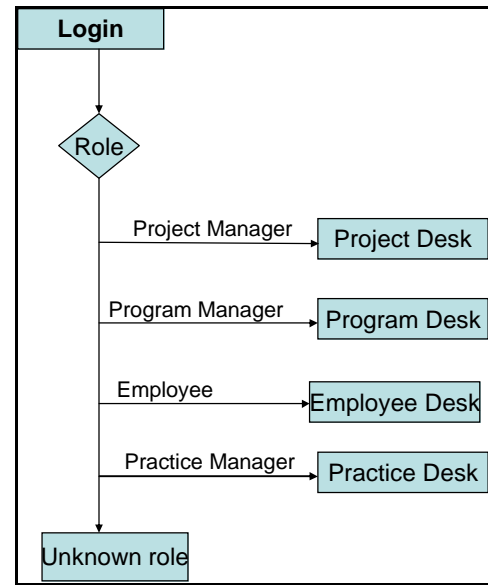 Login
Role
Project Manager
Project Desk
Program Manager
Program Desk
Employee
Employee Desk
Practice Manager
Practice Desk
Unknown role